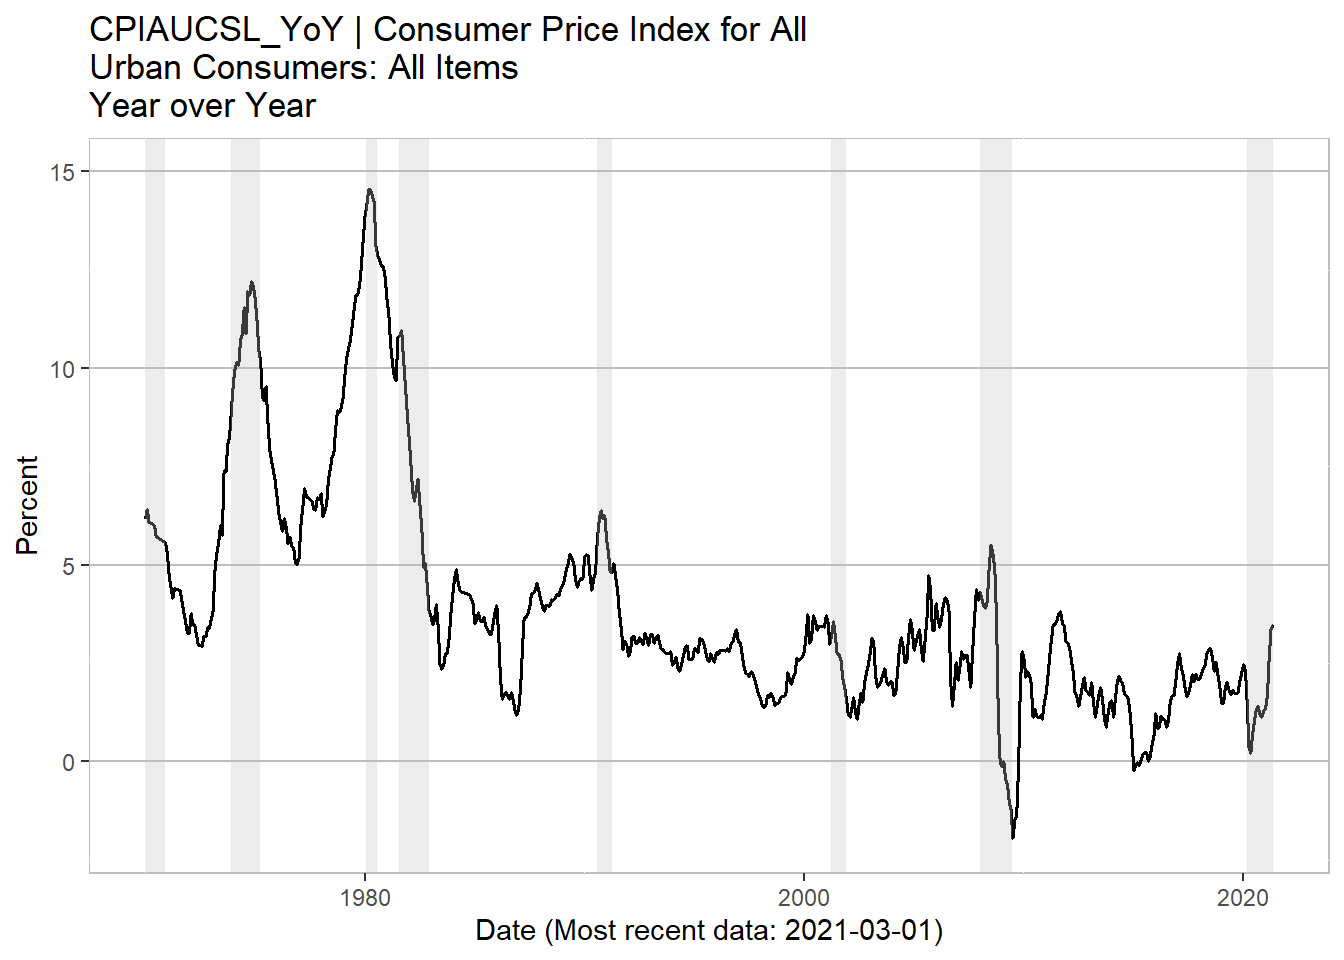 CPIAUCSL_YoY | Consumer Price Index for All
Urban Consumers: All Items
Year over Year
15
10
5
0
Percent
1980
2000
2020
Date (Most recent data: 2021-03-01)